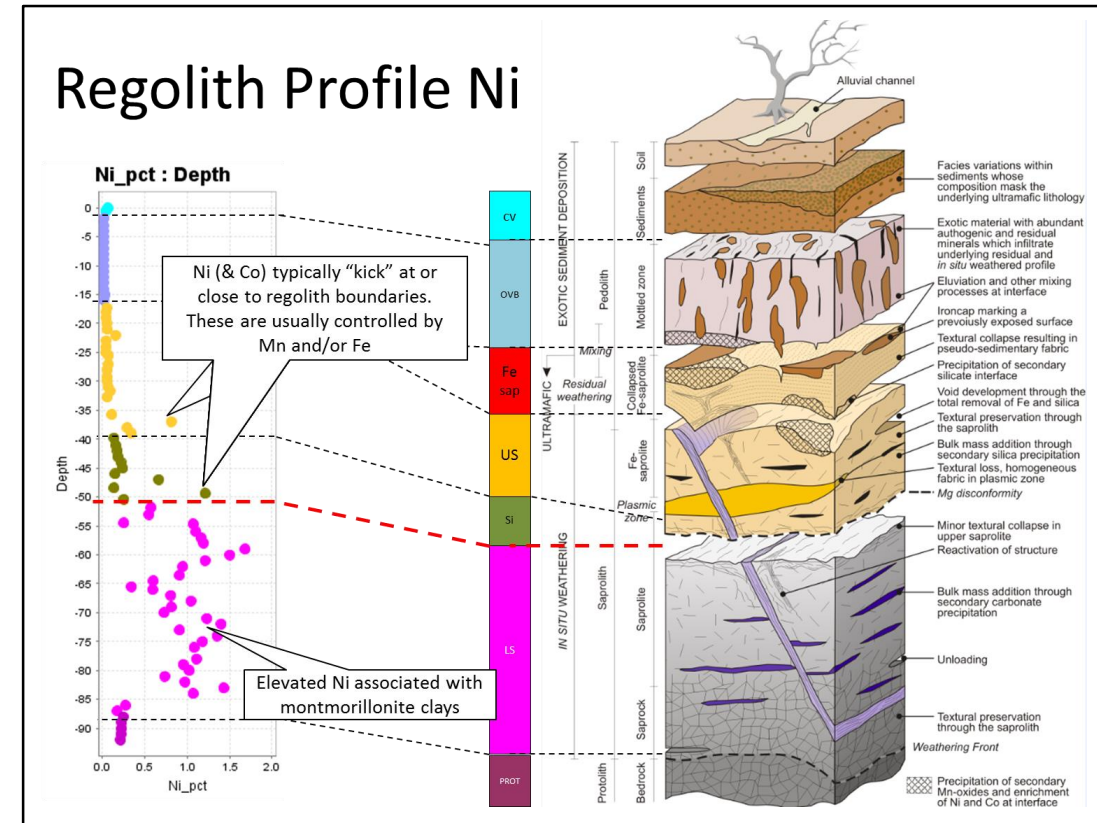 Regolith Profile Ni
Ni_pct : Depth
0
-5
-10
-15
-20
-25
-30
-35
-40
-45
-50
-55
-60
-65
-70
-75
-80
-85
-90
Depth
0.0
0.5
1.0
1.5
2.0
Ni_pct
Ni (& Co) typically “kick” at or
close to regolith boundaries.
These are usually controlled by
Mn and/or Fe
Elevated Ni associated with
montmorillonite clays
CV
OVB
Fe
sap
US
Si
LS
PROT
EXOTIC SEDIMENT DEPOSITION
ULTRAMAFIC
IN SITU WEATHERING
Pedolith
Mixing
Residual
weathering
Saprolith
Protolith
Soil
Sediments
Mottled zone
Collapsed
Fe-saprolite
Fe-
saprolite
Plasmic
zone
Saprolite
Saprock
Bedrock
Alluvial channel
Facies variations within
sediments whose
composition mask the
underlying ultramafic lithology
Exotic material with abundant
authogenic and residual
minerals which infiltrate
underlying residual and
in situ weathered profile
Eluviation and other mixing
processes at interface
Ironcap marking a
prevoiusly exposed surface
Textural collapse resulting in
pseudo-sedimentary fabric
Precipitation of secondary
silicate interface
Void development through the
total removal of Fe and silica
Textural preservation through
the saprolith
Bulk mass addition through
secondary silica precipitation
Textural loss, homogeneous
fabric in plasmic zone
Mg disconformity
Minor textural collapse in
upper saprolite
Reactivation of structure
Bulk mass addition through
secondary carbonate
precipitation
Unloading
Textural preservation
through the saprolith
Weathering Front
Precipitation of secondary
Mn-oxides and enrichment
of Ni and Co at interface